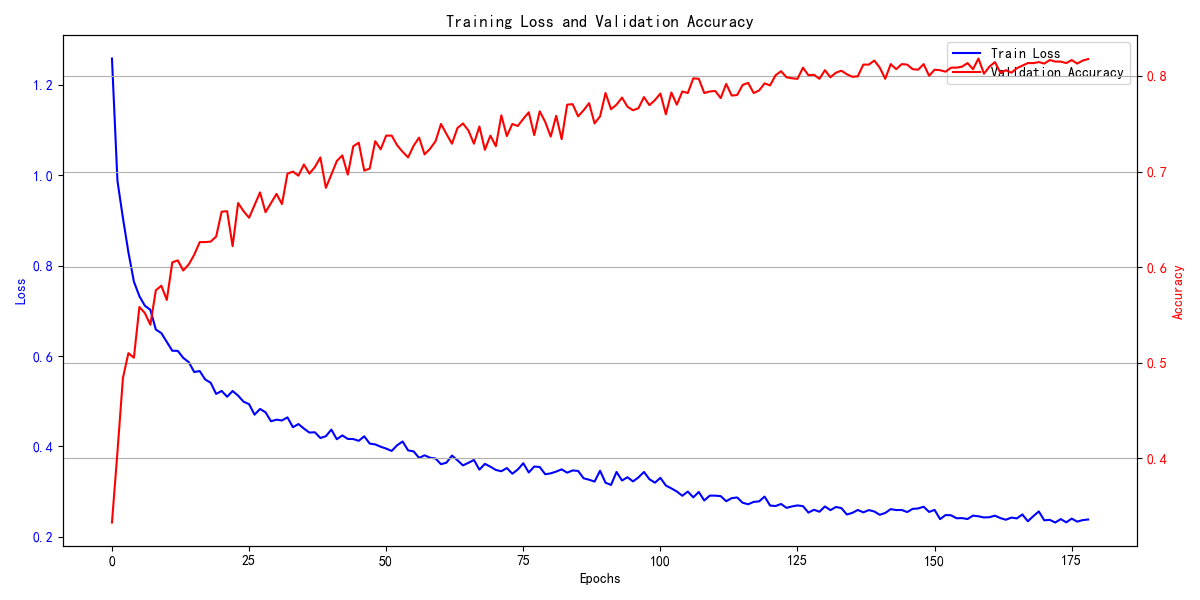 Training Loss and Validation Accuracy
Train Loss
Validation Accuracy
1.2
1.0
0.8
0.6
0.4
0.2
Loss
0.8
0.7
0.6
0.5
0.4
Accuracy
0 25 50 75 100 125 150 175
Epochs